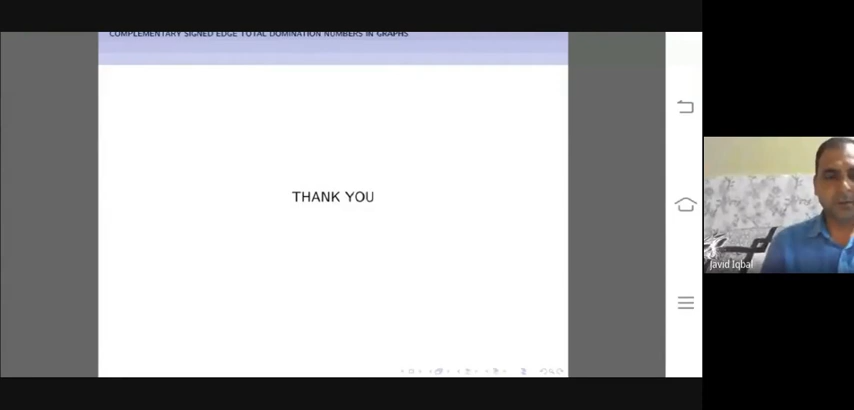 COMPLEMENTARY SIGNED EDGE TOTAL DOMINATION NUMBERS IN GRAPHS
THANK YOU
Javid Iqbal